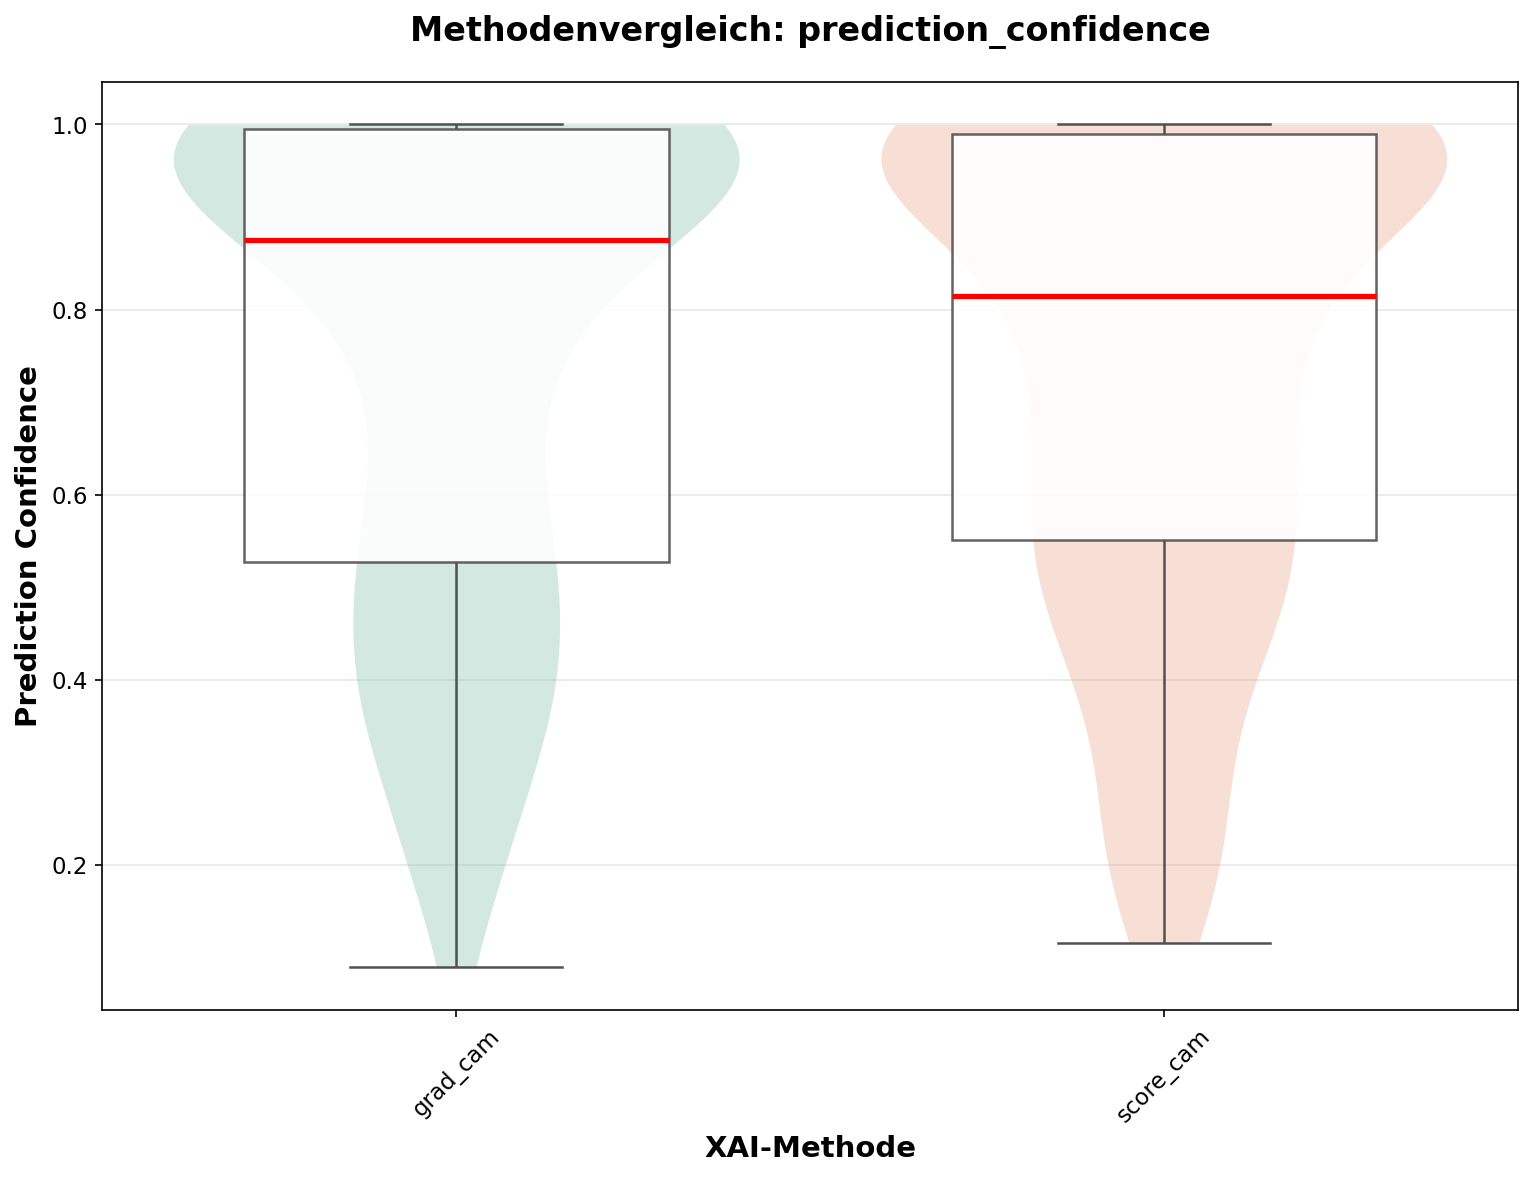 Methodenvergleich: prediction_confidence
Prediction Confidence
1.0
0.8
0.6
0.4
0.2
grad_cam
score_cam
XAI-Methode